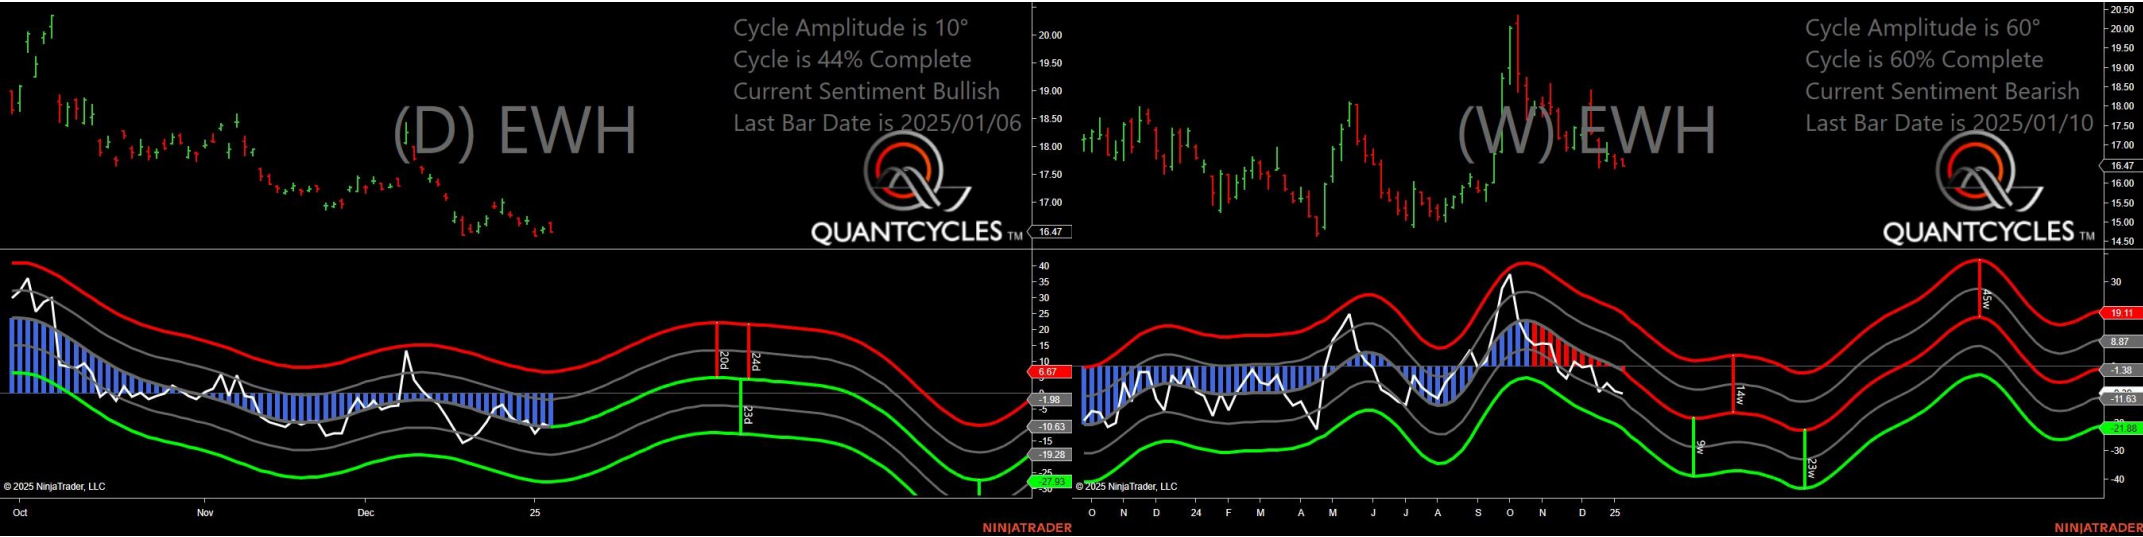 Cycle Amplitude is 10°
Cycle is 44% Complete
Current Sentiment Bullish
Last Bar Date is 2025/01/06
(D) EWH
QUANTCYCLES TM
20.00
19.50
19.00
18.50
18.00
17.50
17.00
16.47
40
35
30
25
20
15
10
6.67
-1.98
-5
-10.63
-15
-19.28
-25
-27.93
-30
20d
24d
23d
© 2025 NinjaTrader, LLC
Oct Nov Dec 25
NINJATRADER
Cycle Amplitude is 60°
Cycle is 60% Complete
Current Sentiment Bearish
Last Bar Date is 2025/01/10
(W) EWH
QUANTCYCLES TM
20.50
20.00
19.50
19.00
18.50
18.00
17.50
17.00
16.47
16.00
15.50
15.00
14.50
30
19.11
8.87
-1.38
-11.63
-21.88
-30
-40
45w
14w
9w
23w
© 2025 NinjaTrader, LLC
O N D 24 F M A M J J A S O N D 25
NINJATRADER